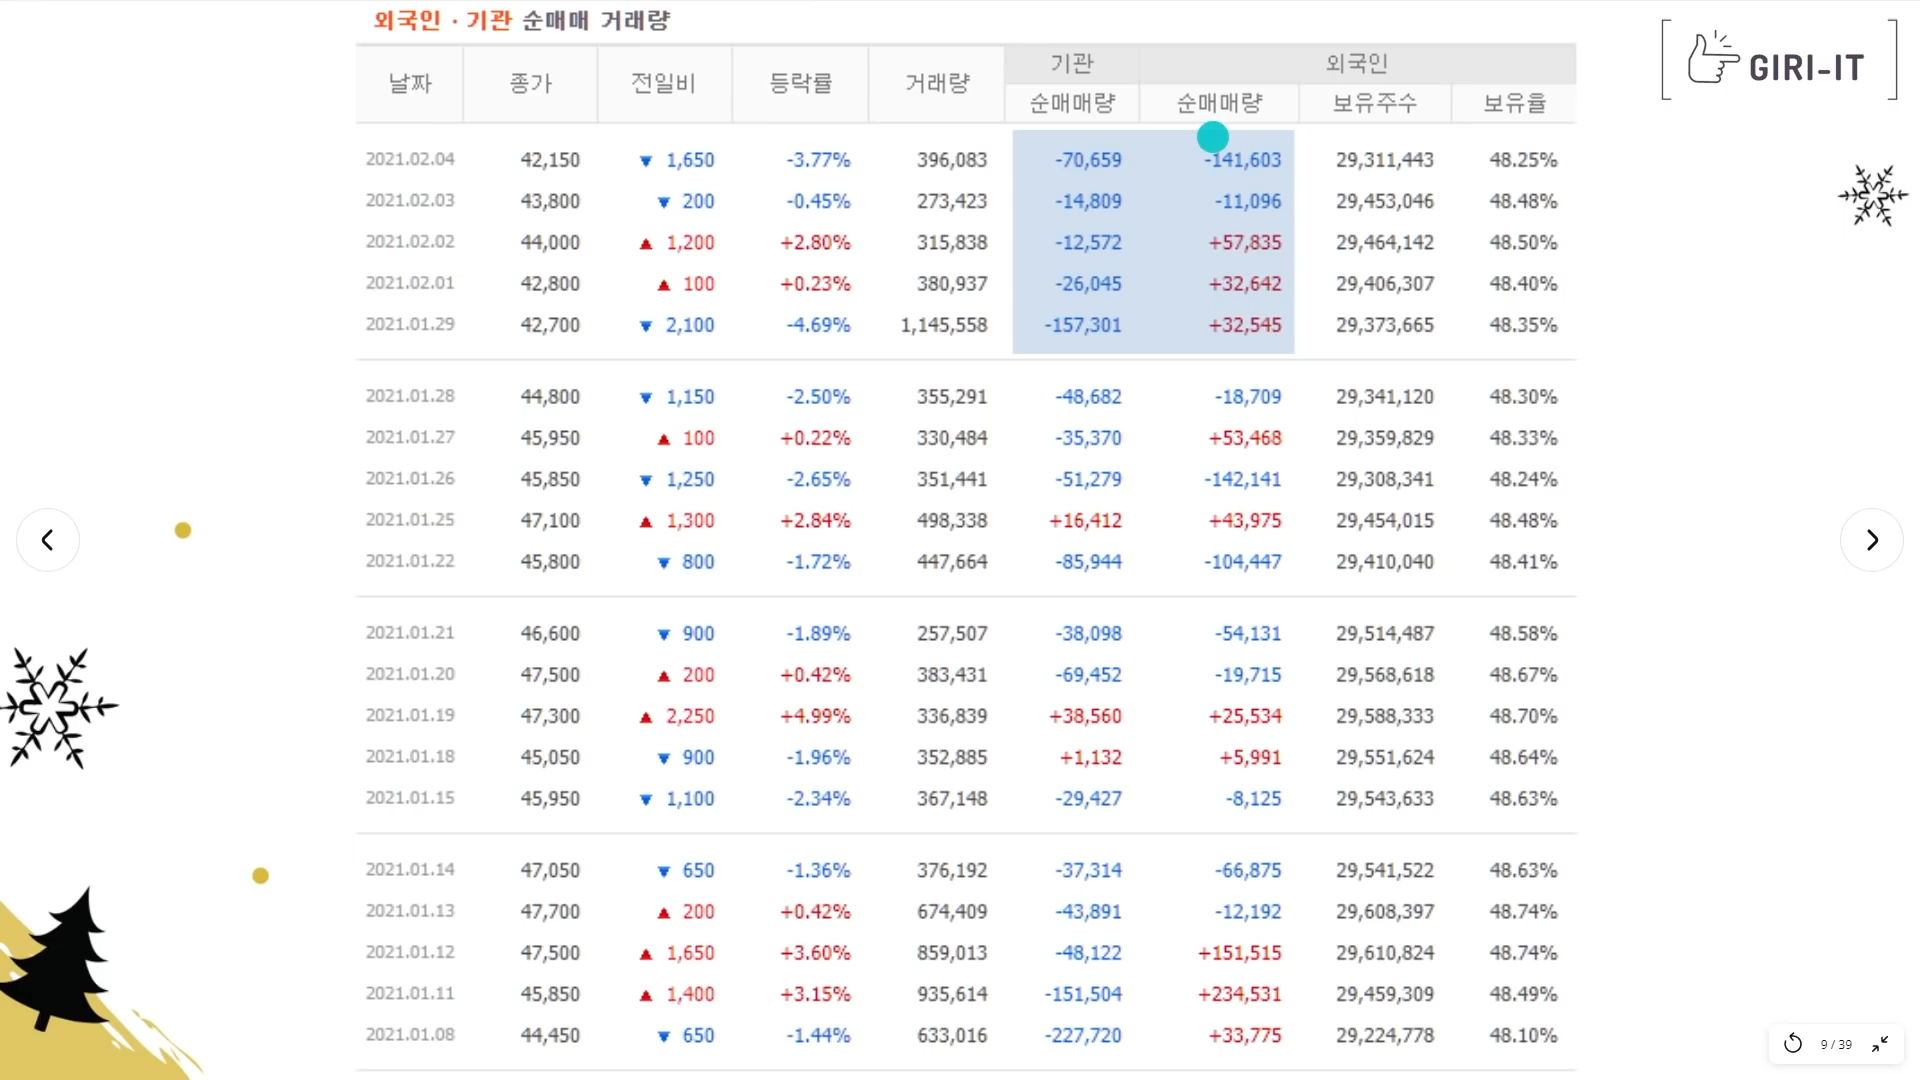 외국인 · 기관 순매매 거래량
GIRI-IT
날짜 종가 전일비 등락률 거래량 기관 외국인
순매매량 순매매량 보유주수 보유율
2021.02.04 42,150 ▼ 1,650 -3.77% 396,083 -70,659 -141,603 29,311,443 48.25%
2021.02.03 43,800 ▼ 200 -0.45% 273,423 -14,809 -11,096 29,453,046 48.48%
2021.02.02 44,000 ▲ 1,200 +2.80% 315,838 -12,572 +57,835 29,464,142 48.50%
2021.02.01 42,800 ▲ 100 +0.23% 380,937 -26,045 +32,642 29,406,307 48.40%
2021.01.29 42,700 ▼ 2,100 -4.69% 1,145,558 -157,301 +32,545 29,373,665 48.35%
2021.01.28 44,800 ▼ 1,150 -2.50% 355,291 -48,682 -18,709 29,341,120 48.30%
2021.01.27 45,950 ▲ 100 +0.22% 330,484 -35,370 +53,468 29,359,829 48.33%
2021.01.26 45,850 ▼ 1,250 -2.65% 351,441 -51,279 -142,141 29,308,341 48.24%
2021.01.25 47,100 ▲ 1,300 +2.84% 498,338 +16,412 +43,975 29,454,015 48.48%
2021.01.22 45,800 ▼ 800 -1.72% 447,664 -85,944 -104,447 29,410,040 48.41%
2021.01.21 46,600 ▼ 900 -1.89% 257,507 -38,098 -54,131 29,514,487 48.58%
2021.01.20 47,500 ▲ 200 +0.42% 383,431 -69,452 -19,715 29,568,618 48.67%
2021.01.19 47,300 ▲ 2,250 +4.99% 336,839 +38,560 +25,534 29,588,333 48.70%
2021.01.18 45,050 ▼ 900 -1.96% 352,885 +1,132 +5,991 29,551,624 48.64%
2021.01.15 45,950 ▼ 1,100 -2.34% 367,148 -29,427 -8,125 29,543,633 48.63%
2021.01.14 47,050 ▼ 650 -1.36% 376,192 -37,314 -66,875 29,541,522 48.63%
2021.01.13 47,700 ▲ 200 +0.42% 674,409 -43,891 -12,192 29,608,397 48.74%
2021.01.12 47,500 ▲ 1,650 +3.60% 859,013 -48,122 +151,515 29,610,824 48.74%
2021.01.11 45,850 ▲ 1,400 +3.15% 935,614 -151,504 +234,531 29,459,309 48.49%
2021.01.08 44,450 ▼ 650 -1.44% 633,016 -227,720 +33,775 29,224,778 48.10%
9 / 39